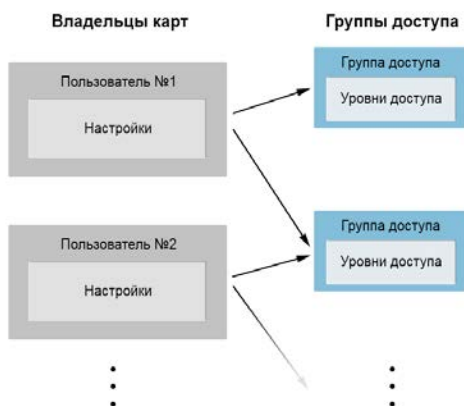 Владельцы карт
Группы доступа
Пользователь №1
Настройки
Группа доступа
Уровни доступа
Пользователь №2
Настройки
Группа доступа
Уровни доступа